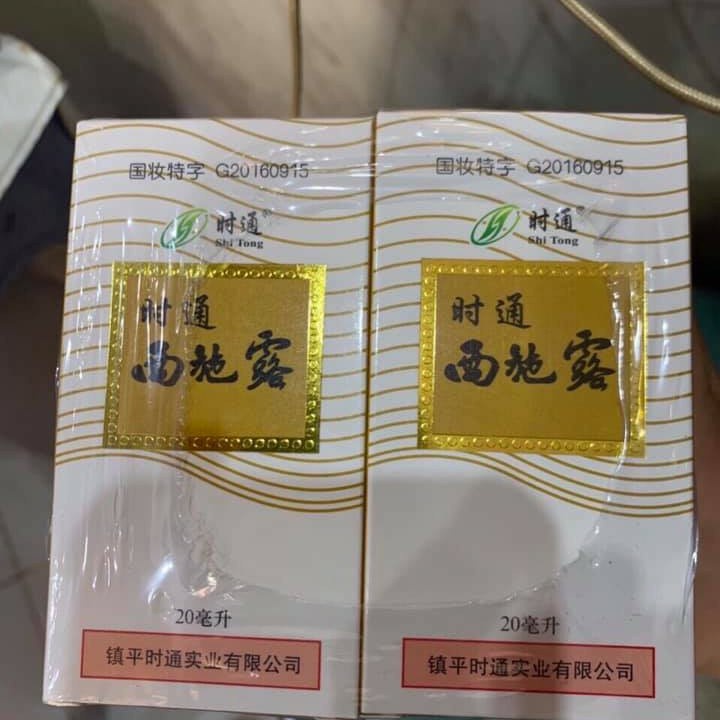 国妆特字 G20160915
时通®
Shi Tong
时通
西施露
20毫升
镇平时通实业有限公司
国妆特字 G20160915
时通®
Shi Tong
时通
西施露
20毫升
镇平时通实业有限公司